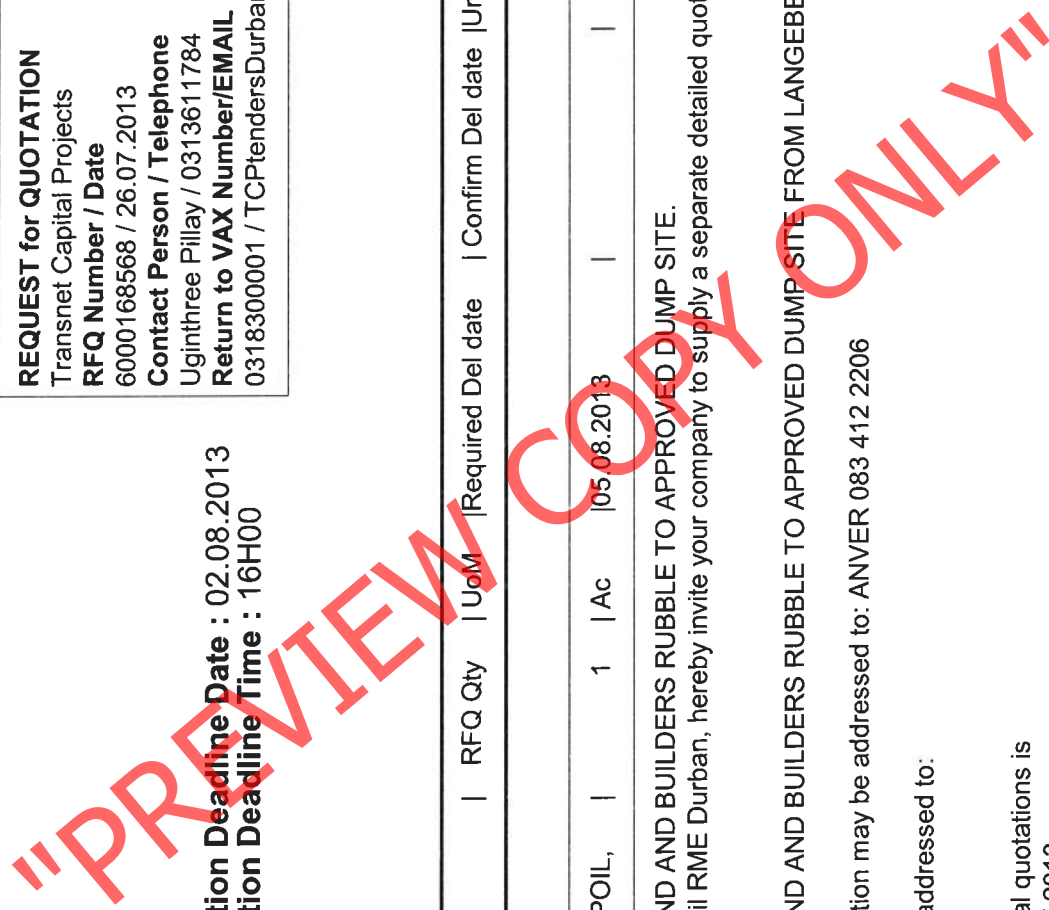 REQUEST for QUOTATION
Transnet Capital Projects
RFQ Number / Date
6000168568 / 26.07.2013
Contact Person / Telephone
Uginthree Pillay / 0313611784
Return to VAX Number/EMAIL
0318300001 / TCPtendersDurban
tion Deadline Date : 02.08.2013
tion Deadline Time : 16H00
| RFQ Qty | UoM |Required Del date | Confirm Del date |Un
POIL, | 1 | Ac |05.08.2013 | |
ND AND BUILDERS RUBBLE TO APPROVED DUMP SITE.
il RME Durban, hereby invite your company to supply a separate detailed quot
ND AND BUILDERS RUBBLE TO APPROVED DUMP SITE FROM LANGEBE
tion may be addressed to: ANVER 083 412 2206
addressed to:
al quotations is
"PREVIEW COPY ONLY"